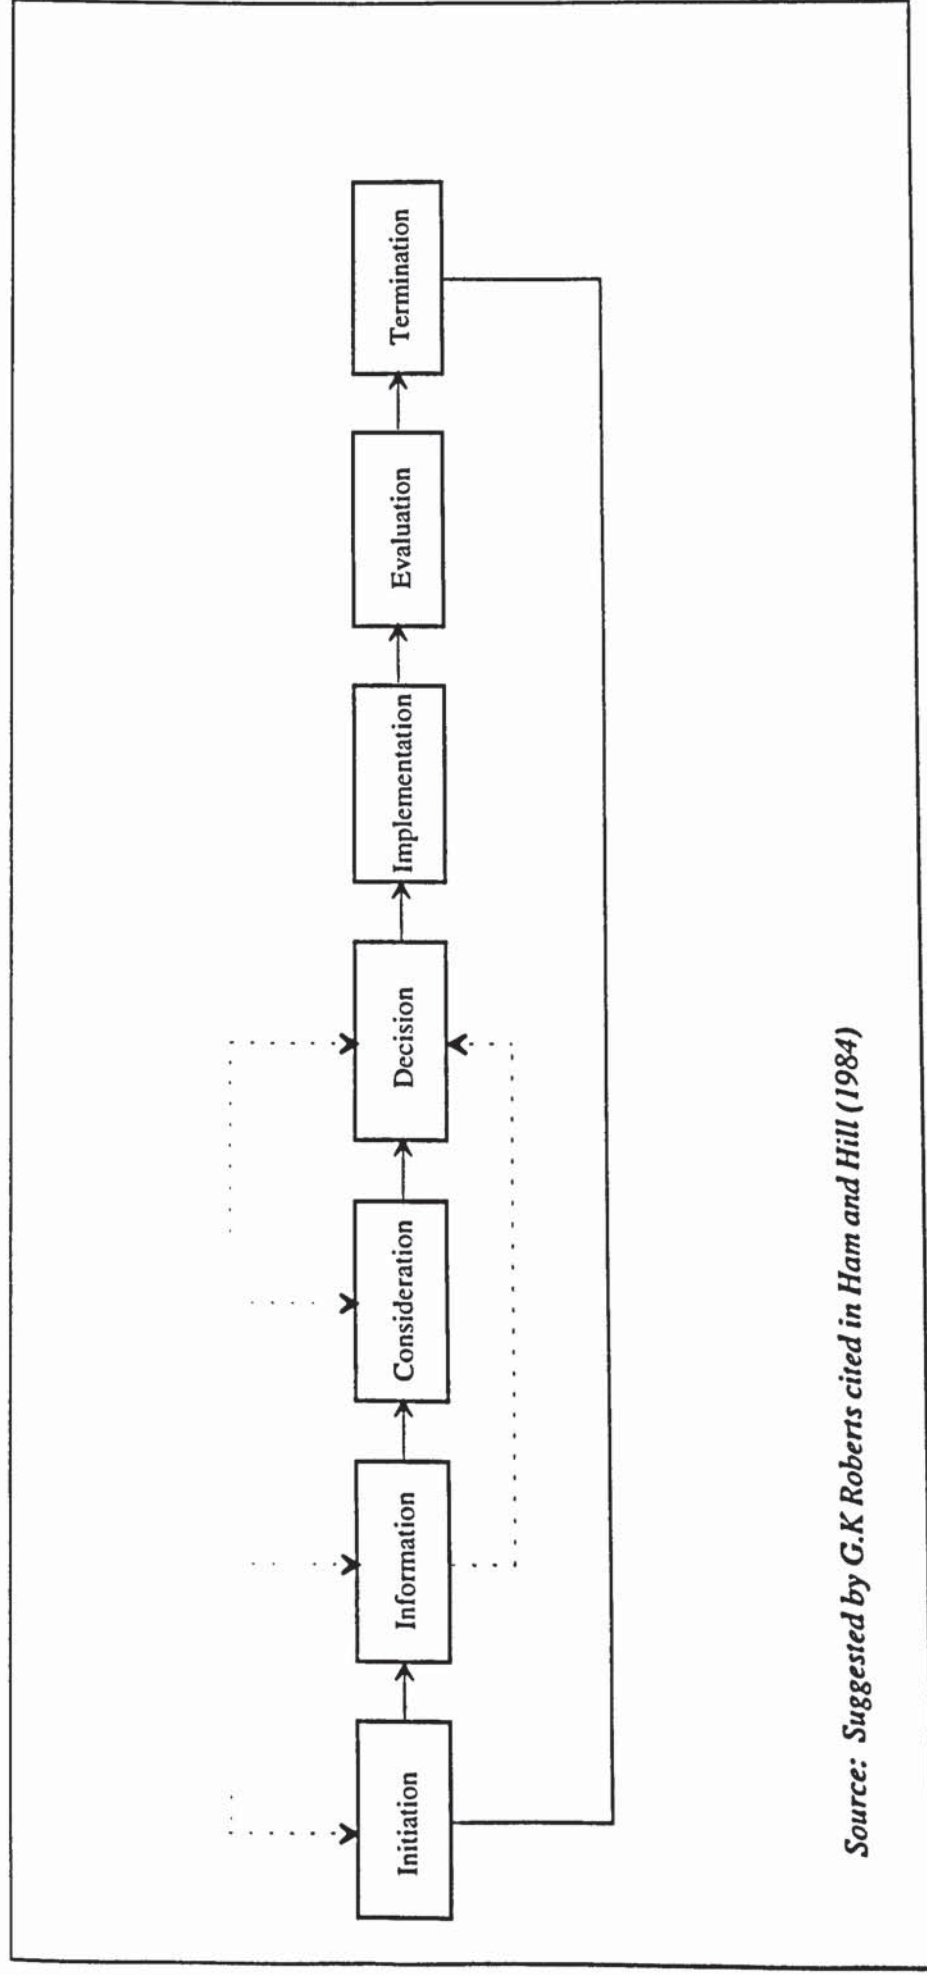 Initiation
Information
Consideration
Decision
Implementation
Evaluation
Termination
Source: Suggested by G.K Roberts cited in Ham and Hill (1984)